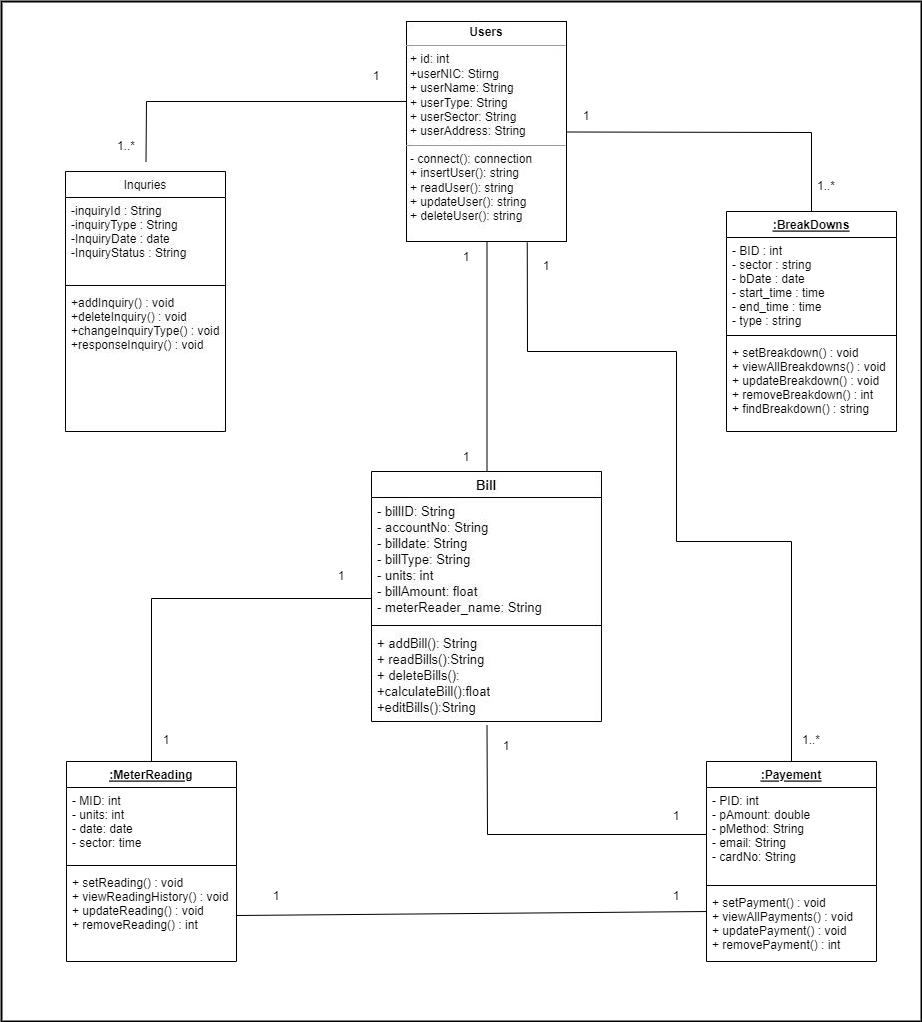 Users
+ id: int
+userNIC: Stirng
+ userName: String
+ userType: String
+ userSector: String
+ userAddress: String
- connect(): connection
+ insertUser(): string
+ readUser(): string
+ updateUser(): string
+ deleteUser(): string
1
1..*
1
1..*
Inquries
-inquiryId : String
-inquiryType : String
-InquiryDate : date
-InquiryStatus : String
+addInquiry() : void
+deleteInquiry() : void
+changeInquiryType() : void
+responseInquiry() : void
:BreakDowns
- BID : int
- sector : string
- bDate : date
- start_time : time
- end_time : time
- type : string
+ setBreakdown() : void
+ viewAllBreakdowns() : void
+ updateBreakdown() : void
+ removeBreakdown() : int
+ findBreakdown() : string
1
1
1
Bill
- billID: String
- accountNo: String
- billdate: String
- billType: String
- units: int
- billAmount: float
- meterReader_name: String
+ addBill(): String
+ readBills():String
+ deleteBills():
+calculateBill():float
+editBills():String
1
1
1
1..*
1
:MeterReading
- MID: int
- units: int
- date: date
- sector: time
+ setReading() : void
+ viewReadingHistory() : void
+ updateReading() : void
+ removeReading() : int
:Payement
- PID: int
- pAmount: double
- pMethod: String
- email: String
- cardNo: String
+ setPayment() : void
+ viewAllPayments() : void
+ updatePayment() : void
+ removePayment() : int
1
1